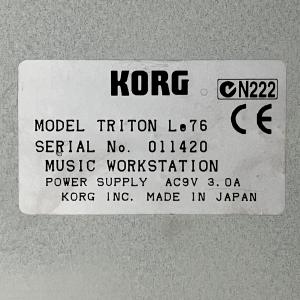 KORG
N222
MODEL TRITON Le76
SERIAL No. 011420
CE
MUSIC WORKSTATION
POWER SUPPLY AC9V 3.0A
KORG INC. MADE IN JAPAN